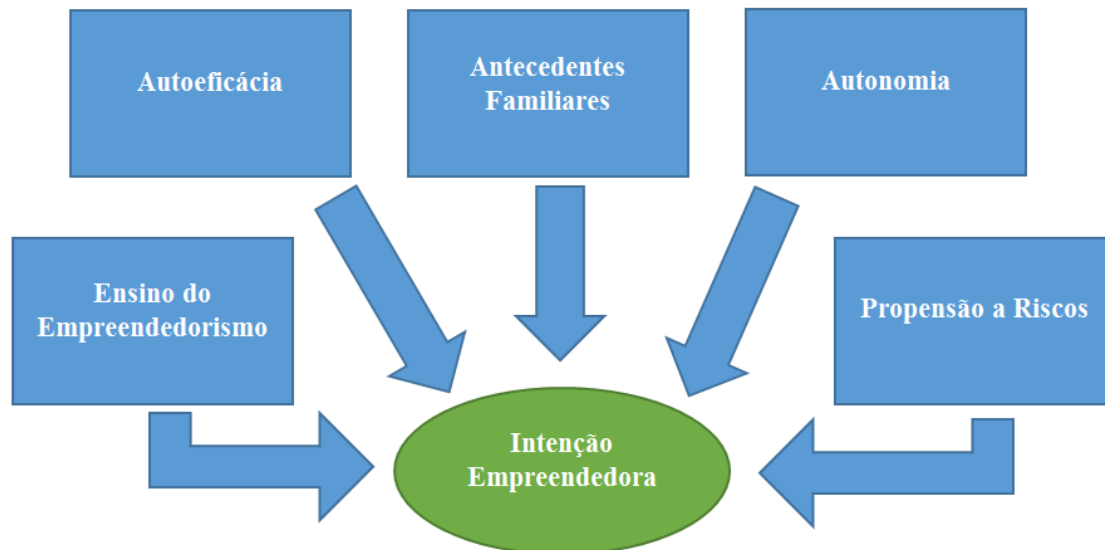 Autoeficácia
Antecedentes
Familiares
Autonomia
Ensino do
Empreendedorismo
Propensão a Riscos
Intenção
Empreendedora